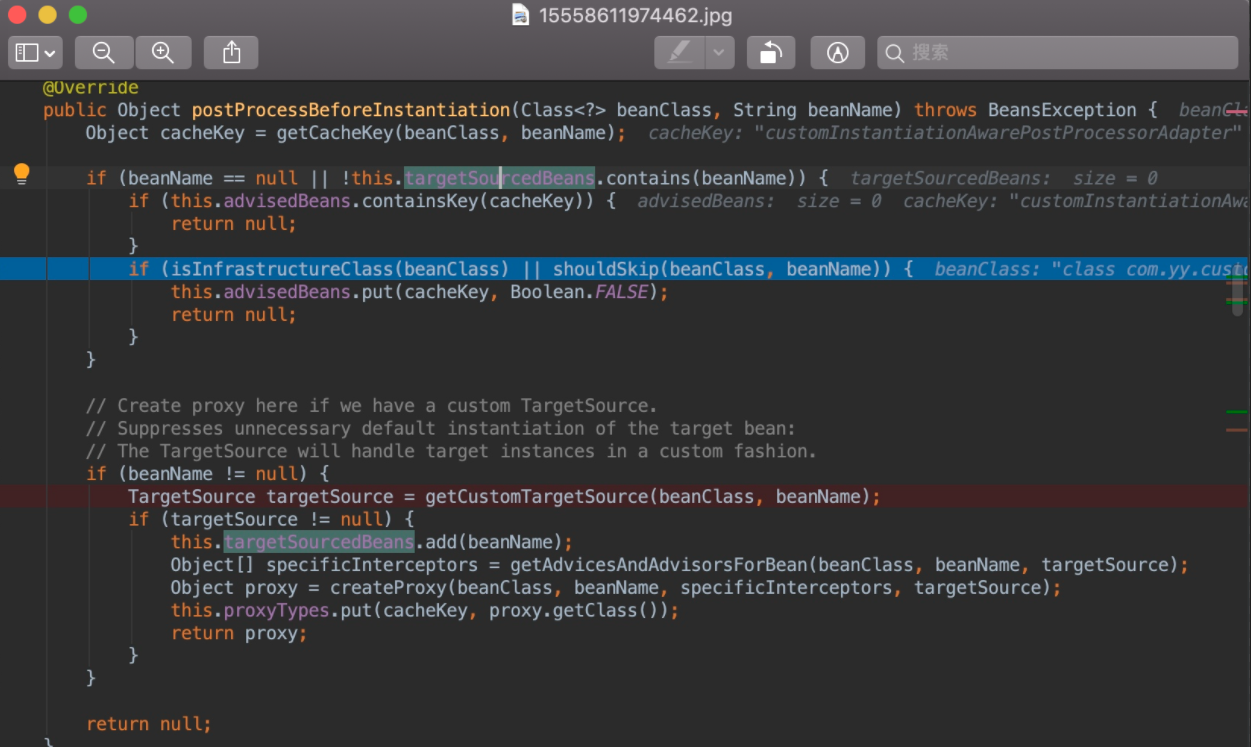 15558611974462.jpg
搜索
@Override
public Object postProcessBeforeInstantiation(Class<?> beanClass, String beanName) throws BeansException {  beanCl
    Object cacheKey = getCacheKey(beanClass, beanName);  cacheKey: "customInstantiationAwarePostProcessorAdapter"

    if (beanName == null || !this.targetSourcedBeans.contains(beanName)) {  targetSourcedBeans:  size = 0
        if (this.advisedBeans.containsKey(cacheKey)) {  advisedBeans:  size = 0  cacheKey: "customInstantiationAwa
            return null;
        }
        if (isInfrastructureClass(beanClass) || shouldSkip(beanClass, beanName)) {  beanClass: "class com.yy.custo
            this.advisedBeans.put(cacheKey, Boolean.FALSE);
            return null;
        }
    }

    // Create proxy here if we have a custom TargetSource.
    // Suppresses unnecessary default instantiation of the target bean:
    // The TargetSource will handle target instances in a custom fashion.
    if (beanName != null) {
        TargetSource targetSource = getCustomTargetSource(beanClass, beanName);
        if (targetSource != null) {
            this.targetSourcedBeans.add(beanName);
            Object[] specificInterceptors = getAdvicesAndAdvisorsForBean(beanClass, beanName, targetSource);
            Object proxy = createProxy(beanClass, beanName, specificInterceptors, targetSource);
            this.proxyTypes.put(cacheKey, proxy.getClass());
            return proxy;
        }
    }

    return null;
}